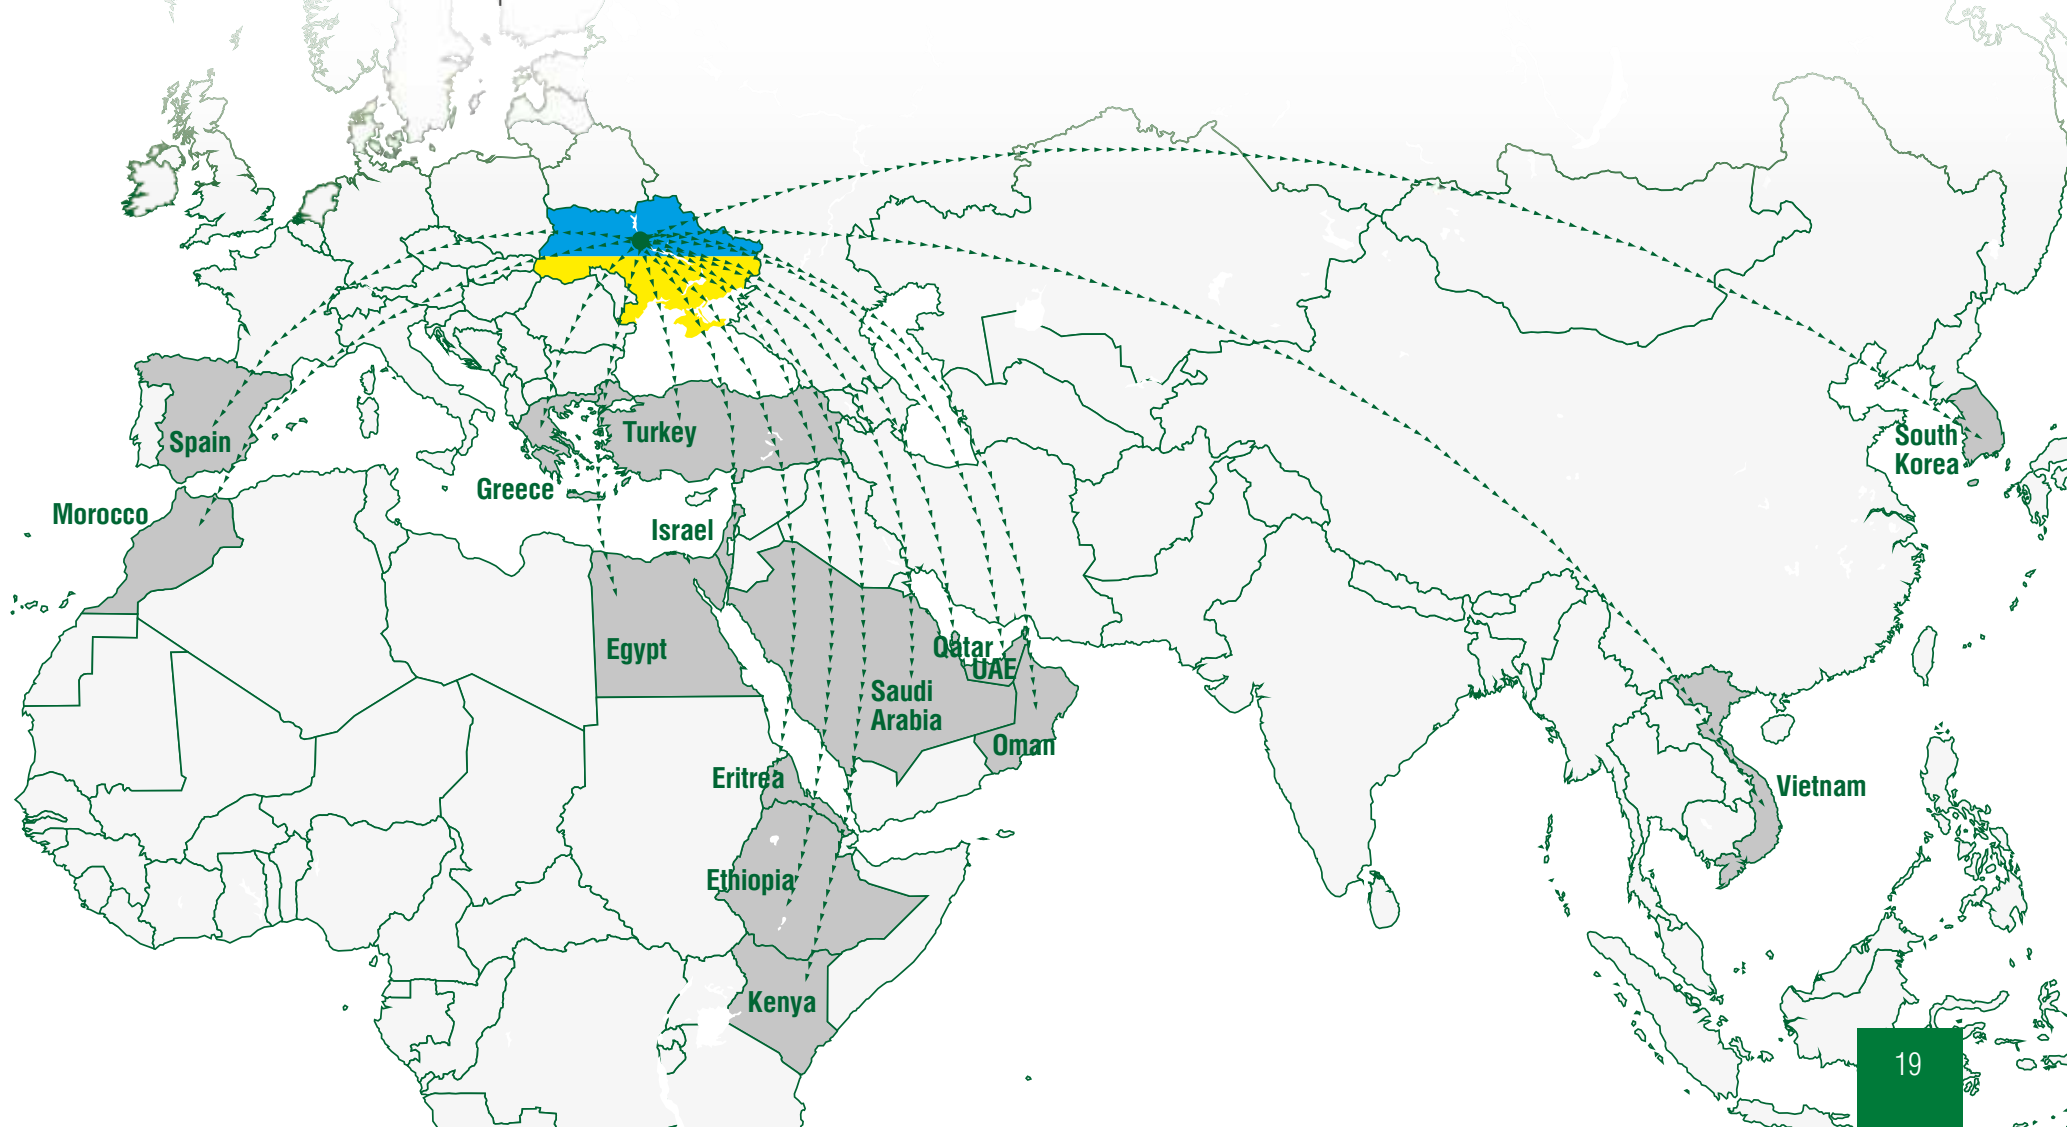 Spain
Turkey
South
Korea
Greece
Morocco
Israel
Egypt
Qatar
UAE
Saudi
Arabia
Oman
Eritrea
Vietnam
Ethiopia
Kenya
19